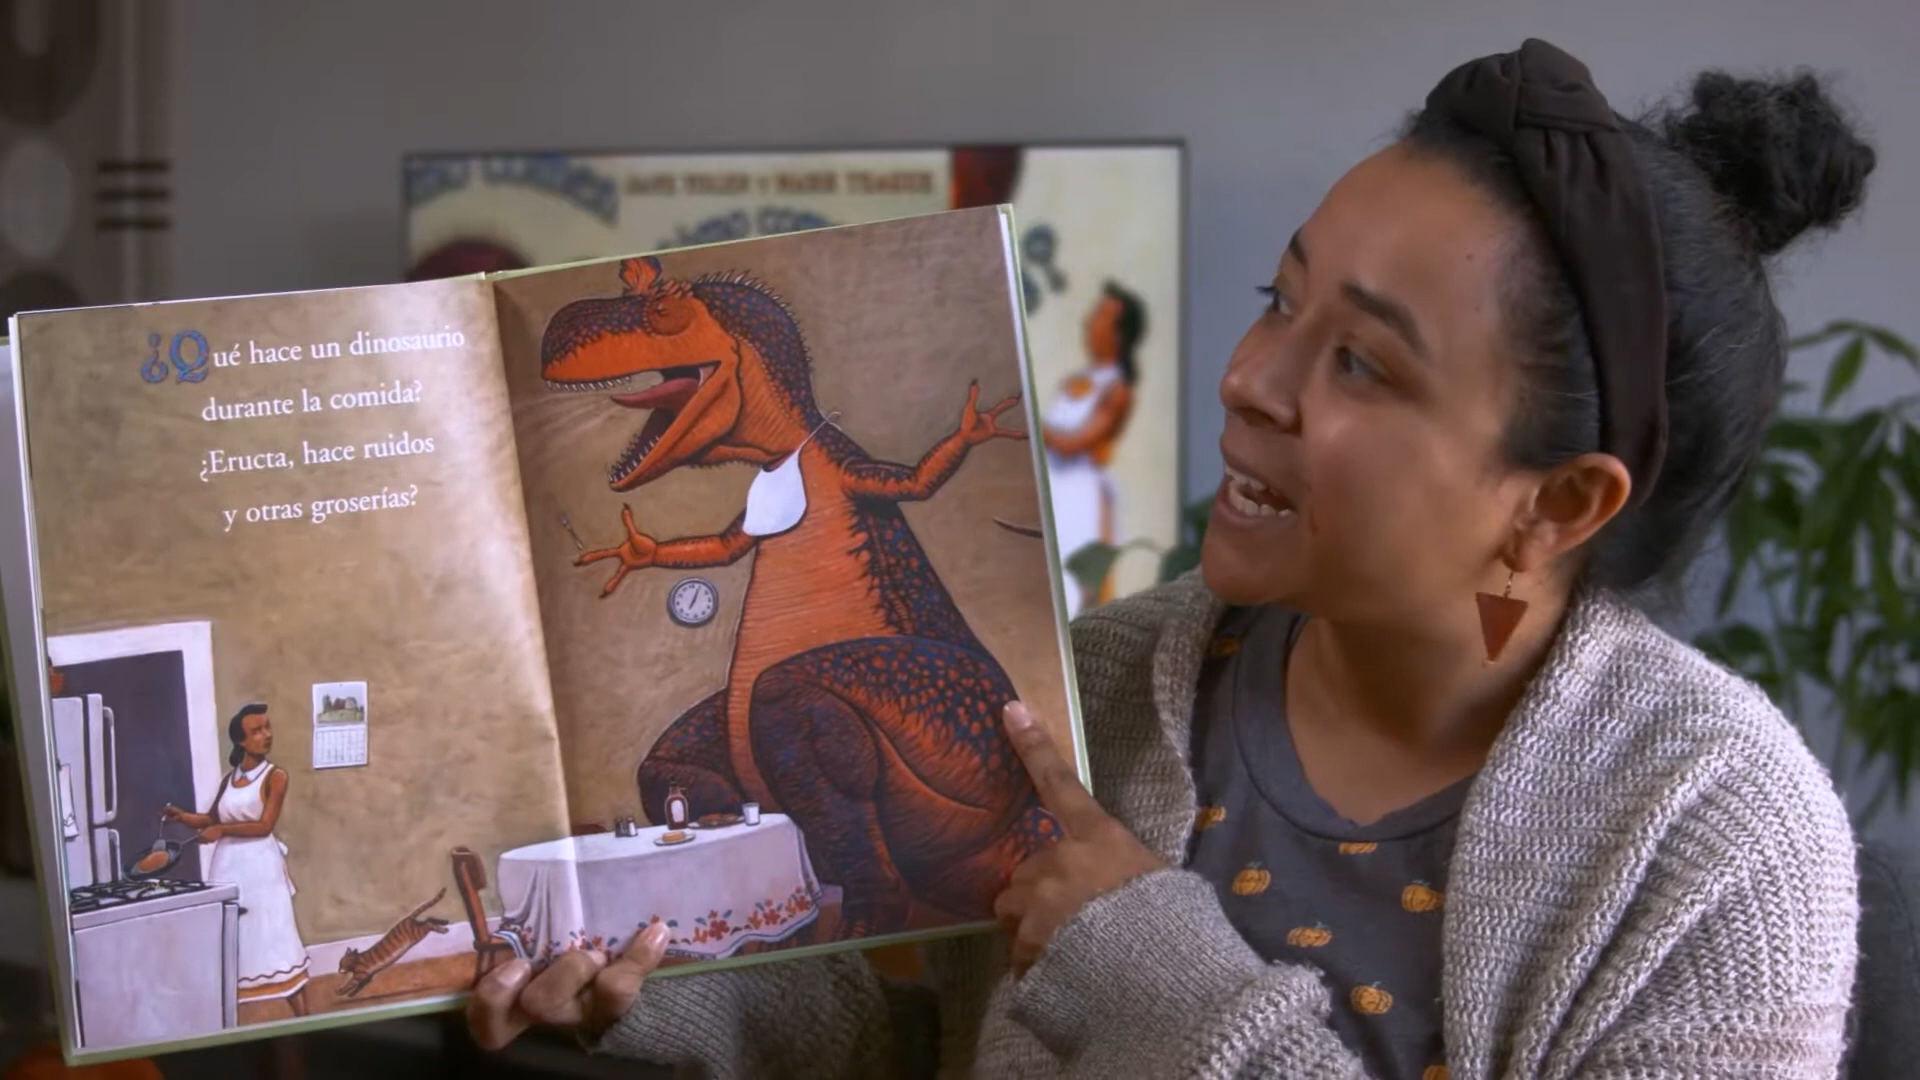 JANE YOLEN Y MARK TEAGUE
¿Qué hace un dinosaurio
durante la comida?
¿Eructa, hace ruidos
y otras groserías?